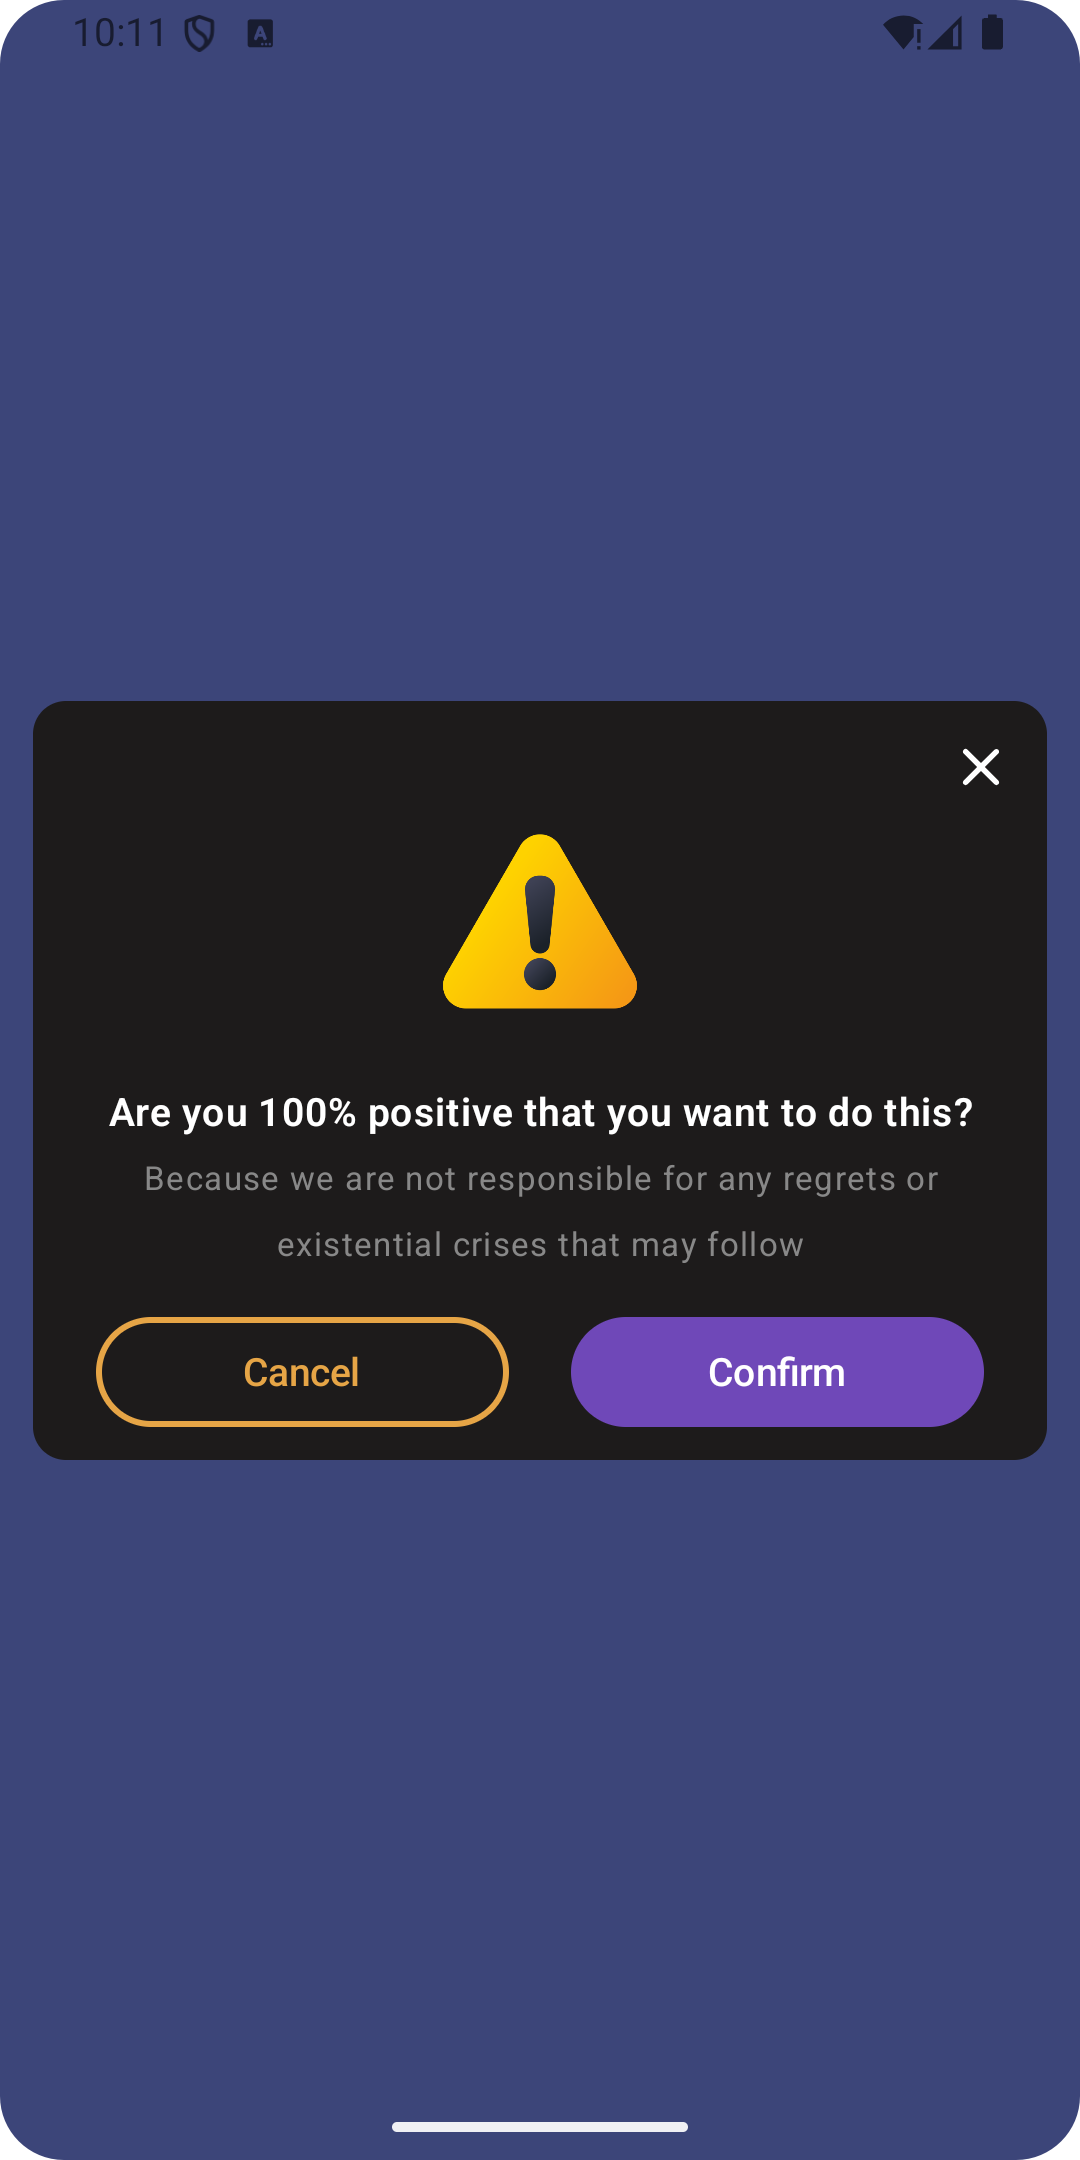 10:11
Are you 100% positive that you want to do this?
Because we are not responsible for any regrets or
existential crises that may follow
Cancel Confirm